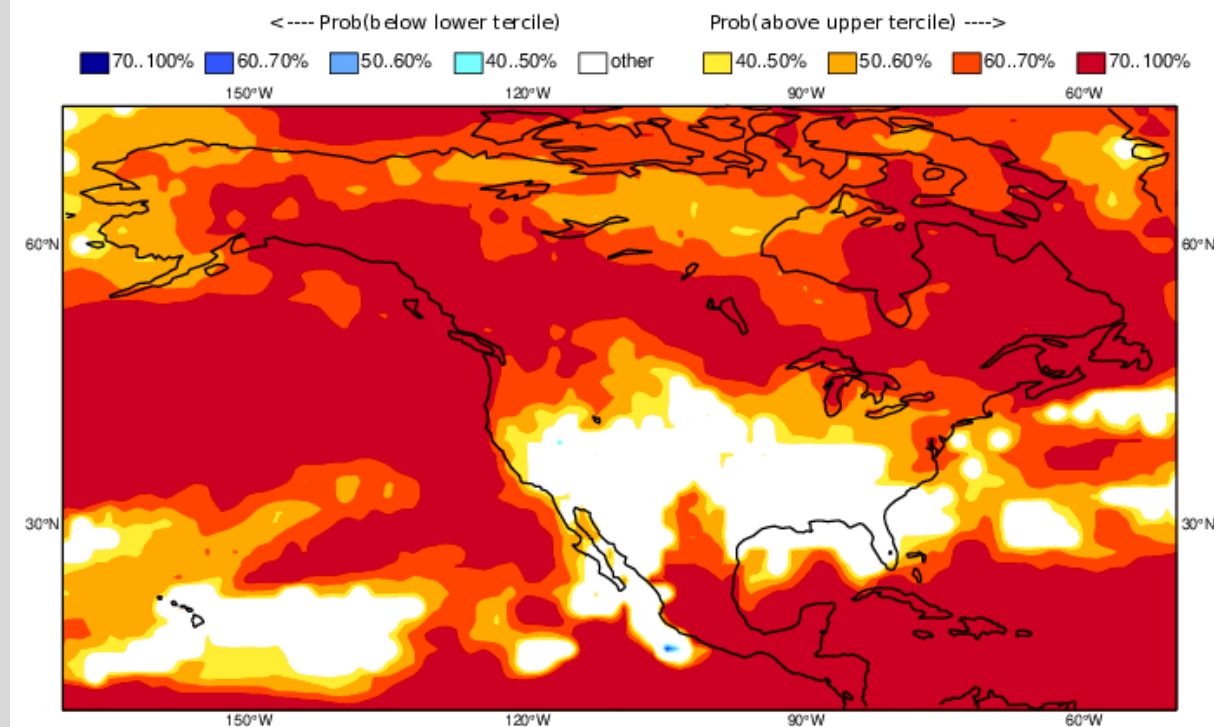 <---- Prob(below lower tercile) Prob(above upper tercile) ---->
70..100% 60..70% 50..60% 40..50% other 40..50% 50..60% 60..70% 70..100%
150°W 120°W 90°W 60°W
60°N 60°N
30°N 30°N
150°W 120°W 90°W 60°W